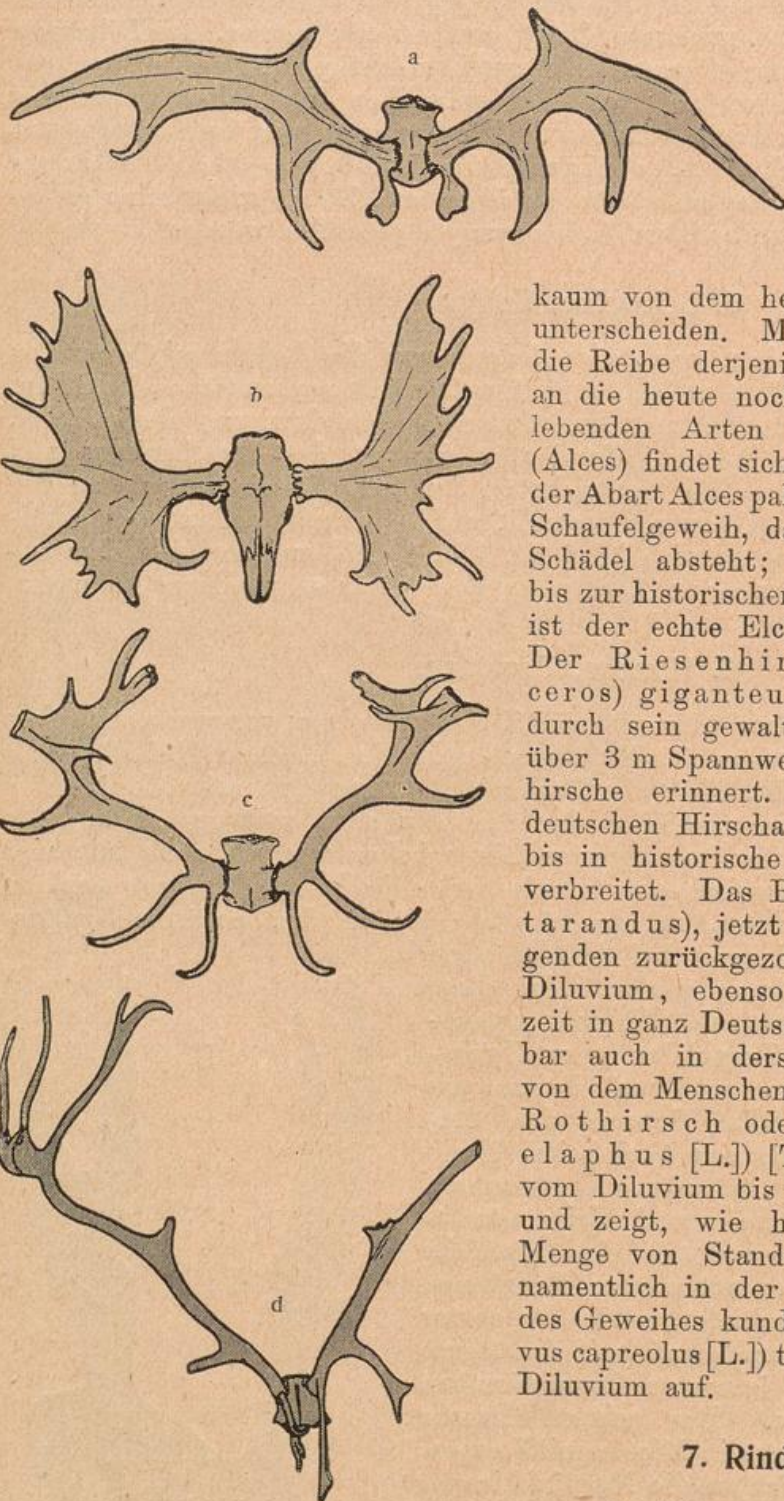 a
kaum von dem he
unterscheiden. M
die Reihe derjeni
an die heute noc
lebenden Arten
(Alces) findet sich
der Abart Alces pa
Schaufelgeweih, d
Schädel absteht;
b
bis zur historischen
ist der echte Elc
Der Riesenhir
ceros) giganteu
durch sein gewal
über 3 m Spannwe
hirsche erinnert.
c
deutschen Hirscha
bis in historische
verbreitet. Das
tarandus), jetzt
genden zurückgezo
Diluvium, ebenso
zeit in ganz Deuts
bar auch in ders
von dem Menschen
Rothirsch ode
elaphus [L.])
vom Diluvium bis
und zeigt, wie h
Menge von Stand
namentlich in der
d
des Geweihes kund
vus capreolus [L.]) t
Diluvium auf.
7. Rind